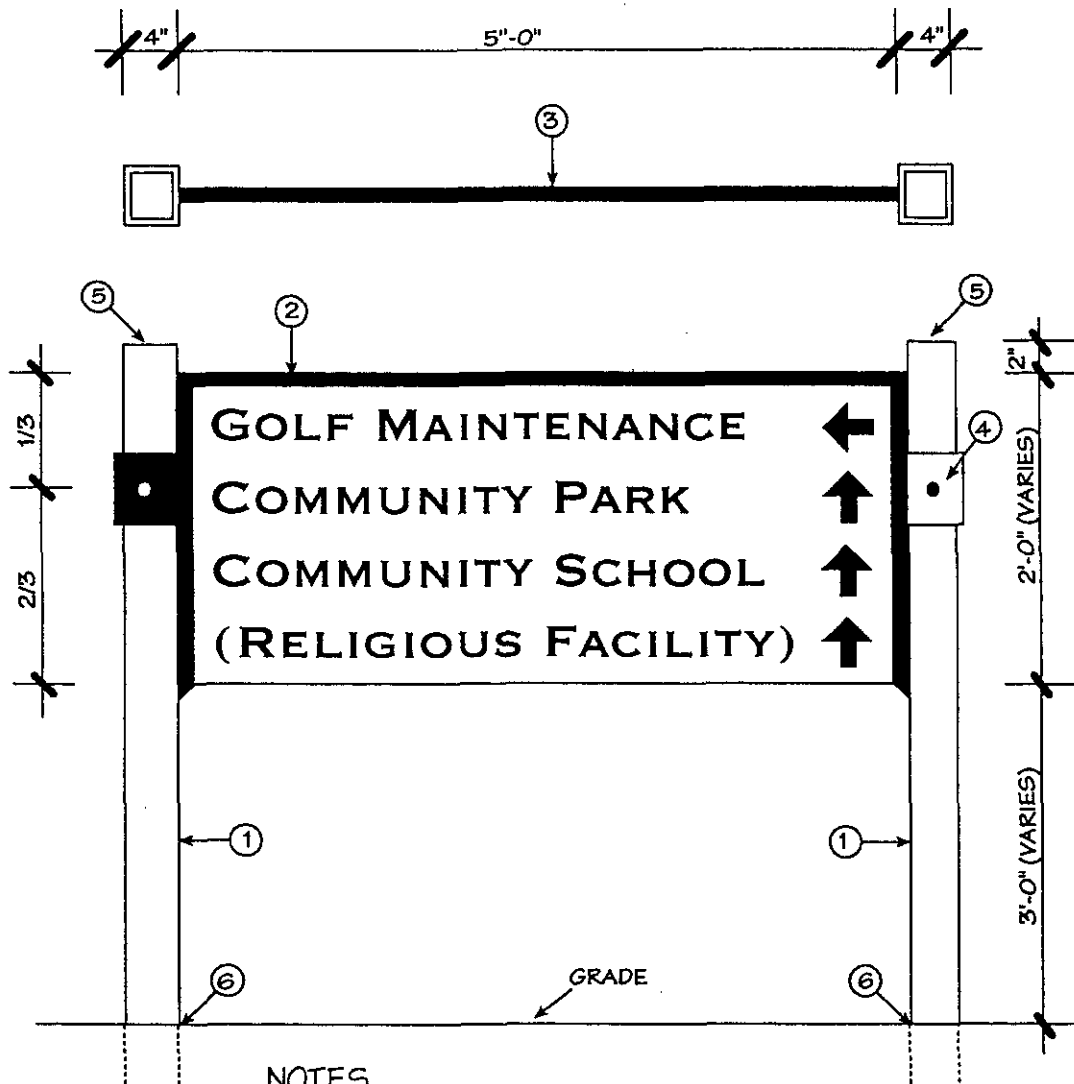 4" 5"-0" 4"
3
5 2 5
2"
1/3
GOLF MAINTENANCE ←
4
COMMUNITY PARK ↑
2'-0" (VARIES)
COMMUNITY SCHOOL ↑
2/3
(RELIGIOUS FACILITY) ↑
1 1
3'-0" (VARIES)
6 GRADE 6
NOTES